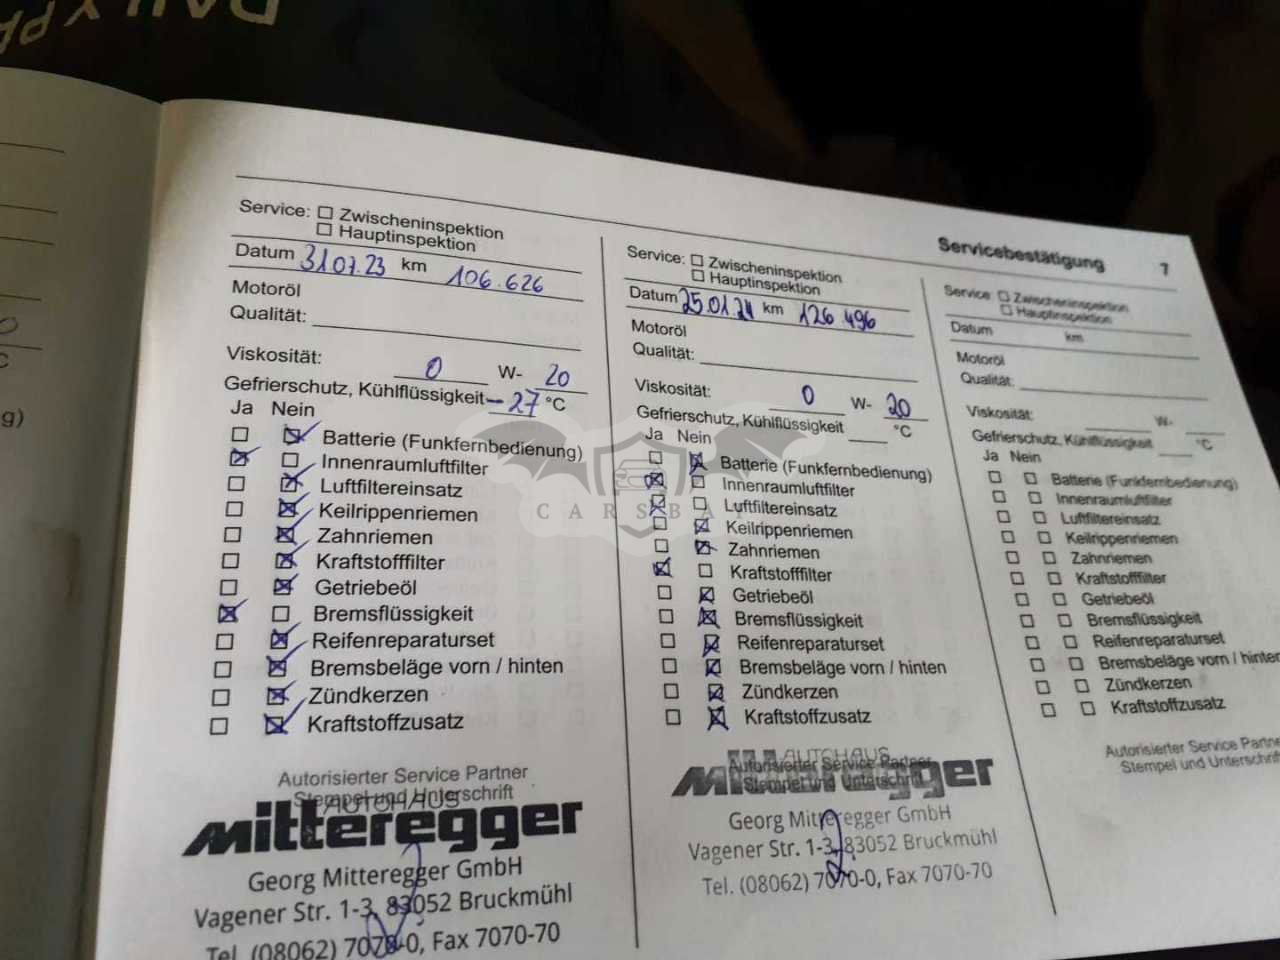 Servicebestätigung 7
Service: Zwischeninspektion
Hauptinspektion
Datum 31.07.23 km 106.626
Motoröl
Qualität:
Viskosität: 0 W- 20
Gefrierschutz, Kühlflüssigkeit -27 °C
Ja Nein
Batterie (Funkfernbedienung)
Innenraumluftfilter
Luftfiltereinsatz
Keilrippenriemen
Zahnriemen
Kraftstofffilter
Getriebeöl
Bremsflüssigkeit
Reifenreparaturset
Bremsbeläge vorn / hinten
Zündkerzen
Kraftstoffzusatz
Autorisierter Service Partner
Stempel und Unterschrift
AUTOHAUS
Mitteregger
Georg Mitteregger GmbH
Vagener Str. 1-3, 83052 Bruckmühl
Tel. (08062) 7070-0, Fax 7070-70
Service: Zwischeninspektion
Hauptinspektion
Datum 25.01.24 km 126.496
Motoröl
Qualität:
Viskosität: 0 W- 20
Gefrierschutz, Kühlflüssigkeit °C
Ja Nein
Batterie (Funkfernbedienung)
Innenraumluftfilter
Luftfiltereinsatz
Keilrippenriemen
Zahnriemen
Kraftstofffilter
Getriebeöl
Bremsflüssigkeit
Reifenreparaturset
Bremsbeläge vorn / hinten
Zündkerzen
Kraftstoffzusatz
AUTOHAUS
Autorisierter Service Partner
Stempel und Unterschrift
Mitteregger
Georg Mitteregger GmbH
Vagener Str. 1-3, 83052 Bruckmühl
Tel. (08062) 7070-0, Fax 7070-70
Service: Zwischeninspektion
Hauptinspektion
Datum km
Motoröl
Qualität:
Viskosität: W-
Gefrierschutz, Kühlflüssigkeit °C
Ja Nein
Batterie (Funkfernbedienung)
Innenraumluftfilter
Luftfiltereinsatz
Keilrippenriemen
Zahnriemen
Kraftstofffilter
Getriebeöl
Bremsflüssigkeit
Reifenreparaturset
Bremsbeläge vorn / hinten
Zündkerzen
Kraftstoffzusatz
Autorisierter Service Partner
Stempel und Unterschrift